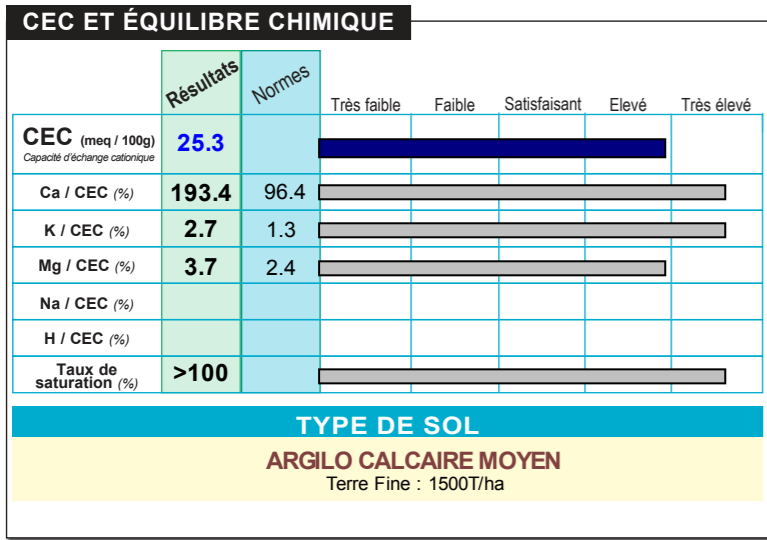 CEC ET ÉQUILIBRE CHIMIQUE
Résultats Normes Très faible Faible Satisfaisant Elevé Très élevé
CEC (meq / 100g) 25.3
Capacité d'échange cationique
Ca / CEC (%) 193.4 96.4
K / CEC (%) 2.7 1.3
Mg / CEC (%) 3.7 2.4
Na / CEC (%)
H / CEC (%)
Taux de
saturation (%) >100
TYPE DE SOL
ARGILO CALCAIRE MOYEN
Terre Fine : 1500T/ha